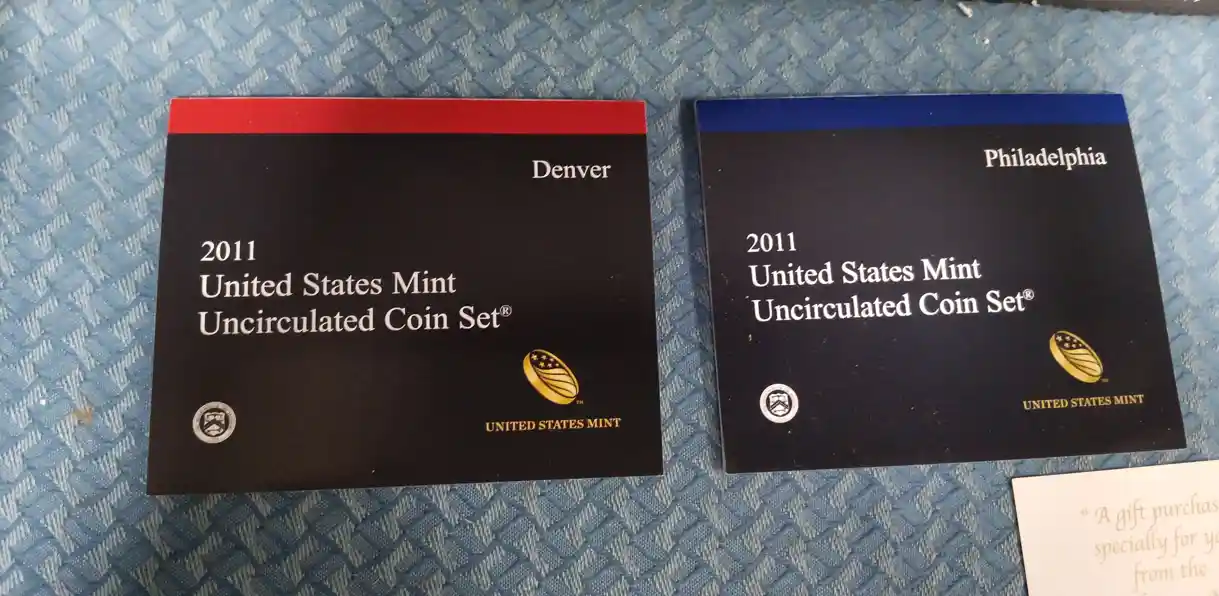 Denver
2011
United States Mint
Uncirculated Coin Set®
UNITED STATES MINT
Philadelphia
2011
United States Mint
Uncirculated Coin Set®
UNITED STATES MINT
"A gift
specially for
from the